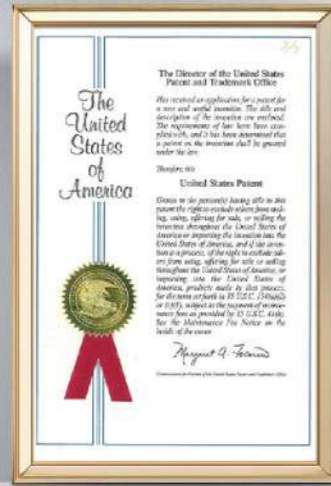 The
United
States
of
America
The Director of the United States
Patent and Trademark Office
Has received an application for a patent for
a new and useful invention. The title and
description of the invention are enclosed.
The requirements of law have been com-
plied with, and it has been determined that
a patent on the invention shall be granted
under the law.
Therefore, this
United States Patent
Grants to the person(s) having title to this
patent the right to exclude others from mak-
ing, using, offering for sale, or selling the
invention throughout the United States of
America or importing the invention into the
United States of America, and if the inven-
tion is a process, of the right to exclude oth-
ers from using, offering for sale or selling
throughout the United States of America, or
importing into the United States of
America, products made by that process,
for the term set forth in 35 U.S.C. 154(a)(2)
or (c)(1), subject to the payment of mainte-
nance fees as provided by 35 U.S.C. 41(b).
See the Maintenance Fee Notice on the
inside of the cover.
Margaret A.